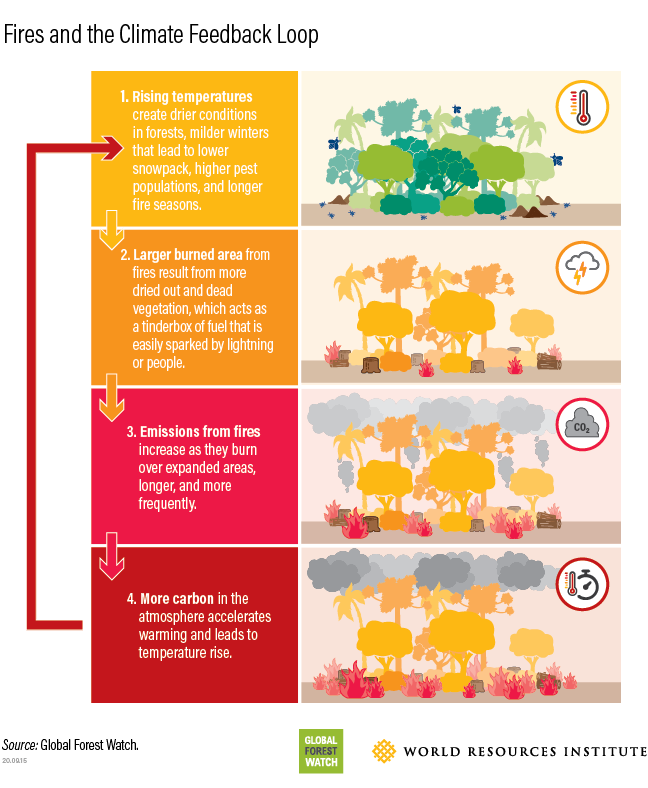 Fires and the Climate Feedback Loop
1. Rising temperatures
create drier conditions
in forests, milder winters
that lead to lower
snowpack, higher pest
populations, and longer
fire seasons.
2. Larger burned area from
fires result from more
dried out and dead
vegetation, which acts as
a tinderbox of fuel that is
easily sparked by lightning
or people.
3. Emissions from fires
increase as they burn
over expanded areas,
longer, and more
frequently.
CO₂
4. More carbon in the
atmosphere accelerates
warming and leads to
temperature rise.
Source: Global Forest Watch.
20.09.15
GLOBAL
FOREST
WATCH
WORLD RESOURCES INSTITUTE